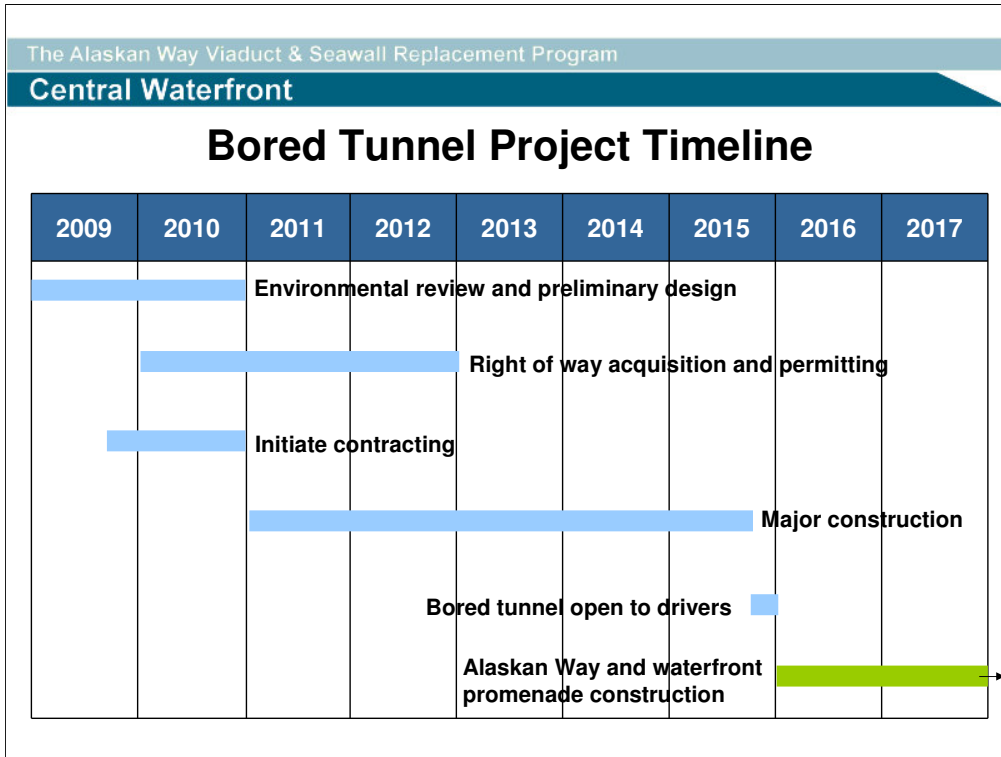 The Alaskan Way Viaduct & Seawall Replacement Program
Central Waterfront
Bored Tunnel Project Timeline
2009 2010 2011 2012 2013 2014 2015 2016 2017
Environmental review and preliminary design
Right of way acquisition and permitting
Initiate contracting
Major construction
Bored tunnel open to drivers
Alaskan Way and waterfront
promenade construction